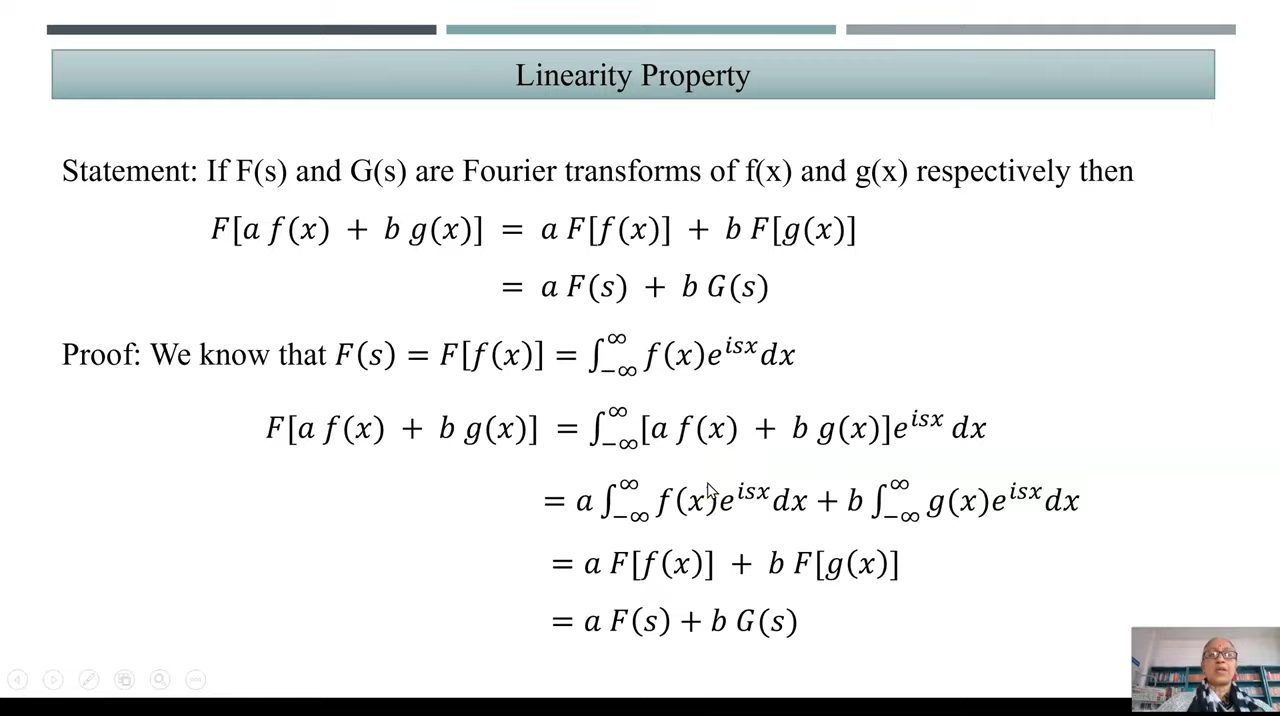 Linearity Property
Statement: If F(s) and G(s) are Fourier transforms of f(x) and g(x) respectively then
F[a f(x) + b g(x)] = a F[f(x)] + b F[g(x)]
= a F(s) + b G(s)
Proof: We know that F(s) = F[f(x)] = ∫_{-∞}^{∞} f(x)e^{isx}dx
F[a f(x) + b g(x)] = ∫_{-∞}^{∞}[a f(x) + b g(x)]e^{isx} dx
= a ∫_{-∞}^{∞} f(x)e^{isx}dx + b ∫_{-∞}^{∞} g(x)e^{isx}dx
= a F[f(x)] + b F[g(x)]
= a F(s) + b G(s)